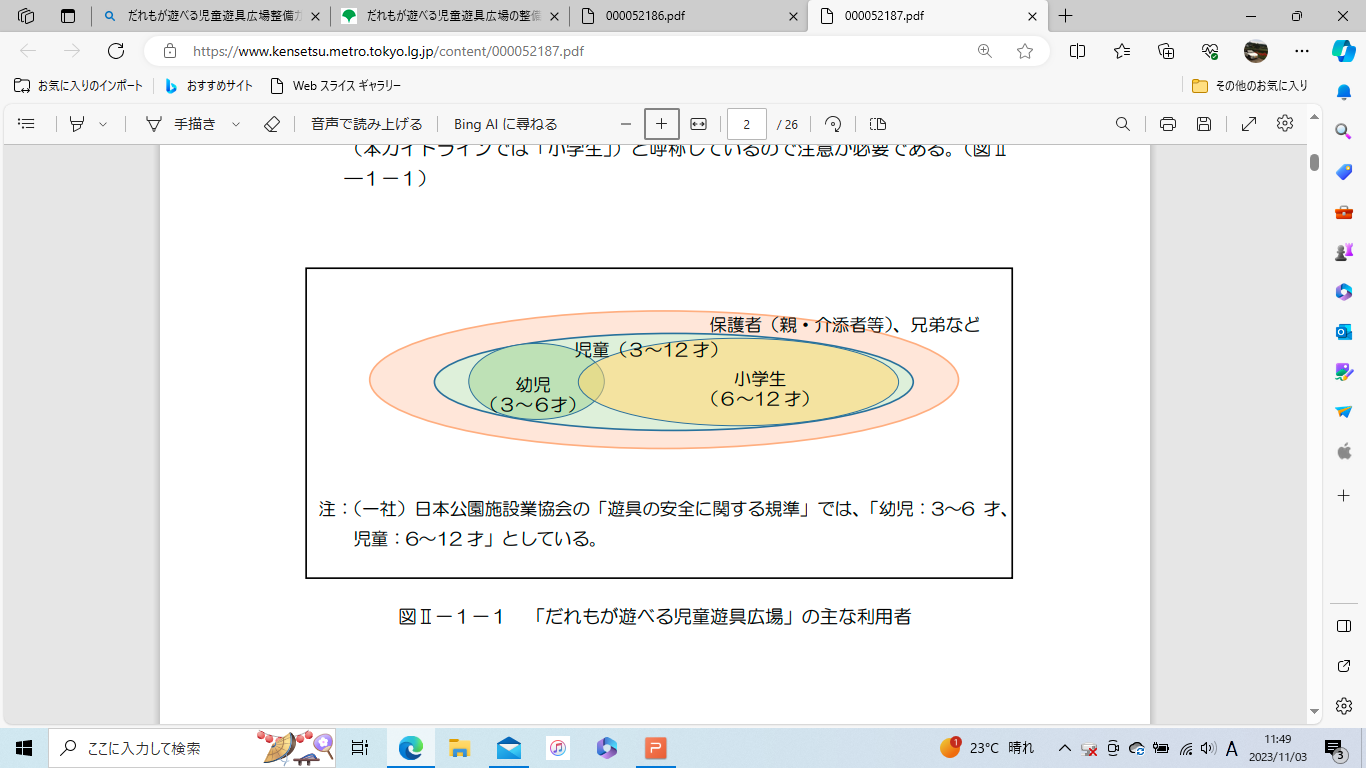 だれもが遊べる児童遊具広場整備ガ
だれもが遊べる児童遊具広場の整備
000052186.pdf
000052187.pdf
https://www.kensetsu.metro.tokyo.lg.jp/content/000052187.pdf
お気に入りのインポート
おすすめサイト
Web スライス ギャラリー
その他のお気に入り
手描き
音声で読み上げる
Bing AI に尋ねる
2
/ 26
（本ガイドラインでは「小学生」）と呼称しているので注意が必要である。（図Ⅱ
―１－１）
保護者（親・介添者等）、兄弟など
児童（３～12 才）
幼児
（３～６才）
小学生
（６～12 才）
注：（一社）日本公園施設業協会の「遊具の安全に関する規準」では、「幼児：3～6 才、
児童：6～12 才」としている。
図Ⅱ－１－１　「だれもが遊べる児童遊具広場」の主な利用者
ここに入力して検索
1
23°C 晴れ
A
11:49
2023/11/03
3